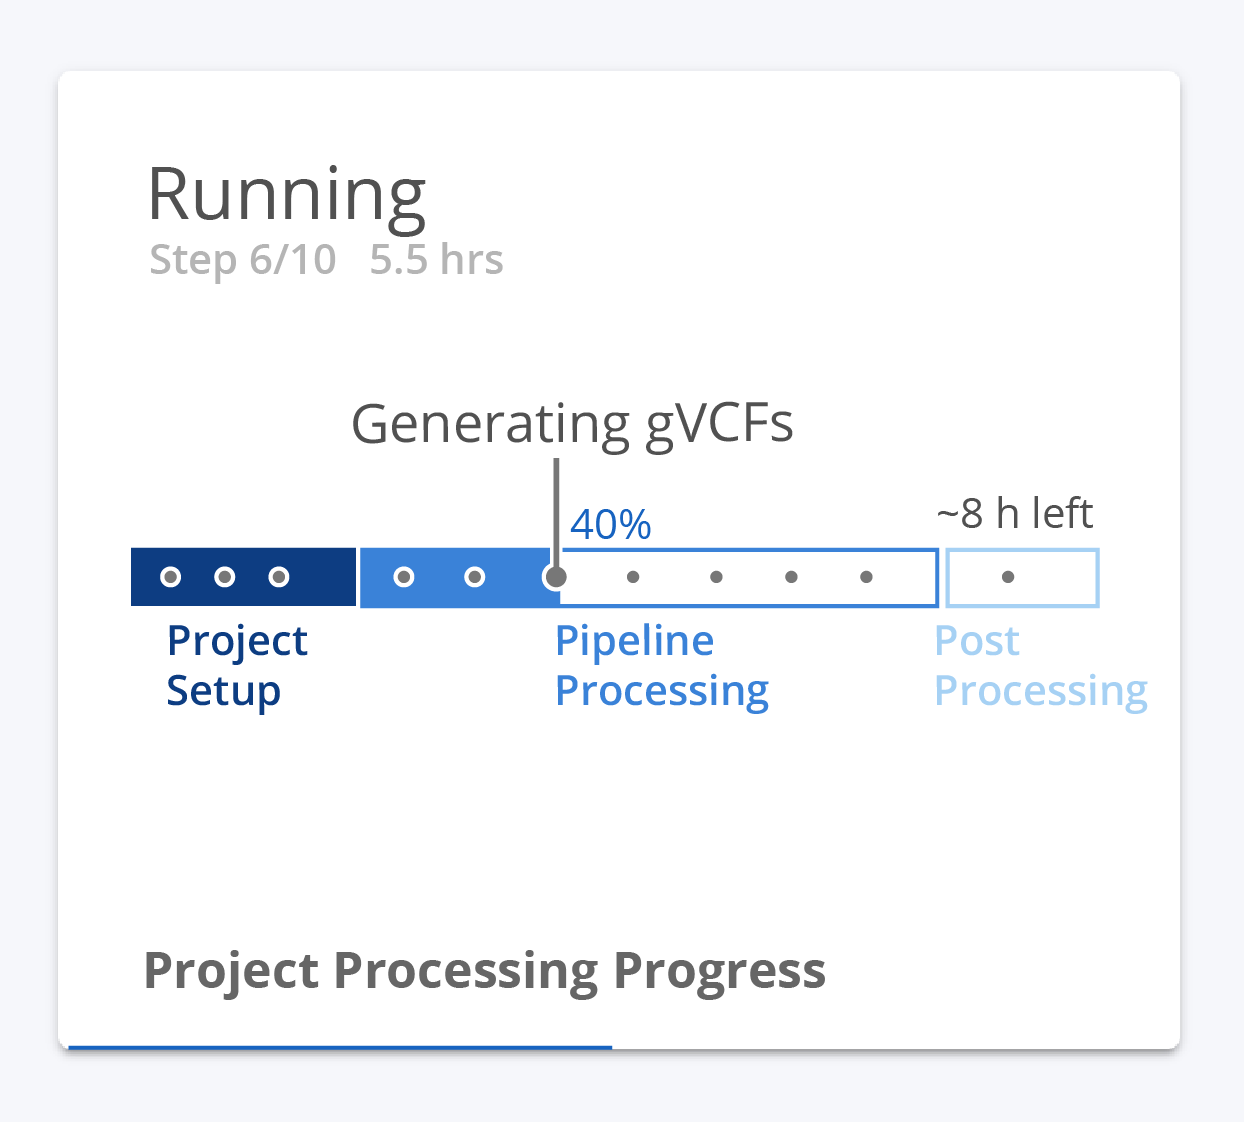 Running
Step 6/10 5.5 hrs
Generating gVCFs
40%
~8 h left
Project
Setup
Pipeline
Processing
Post
Processing
Project Processing Progress